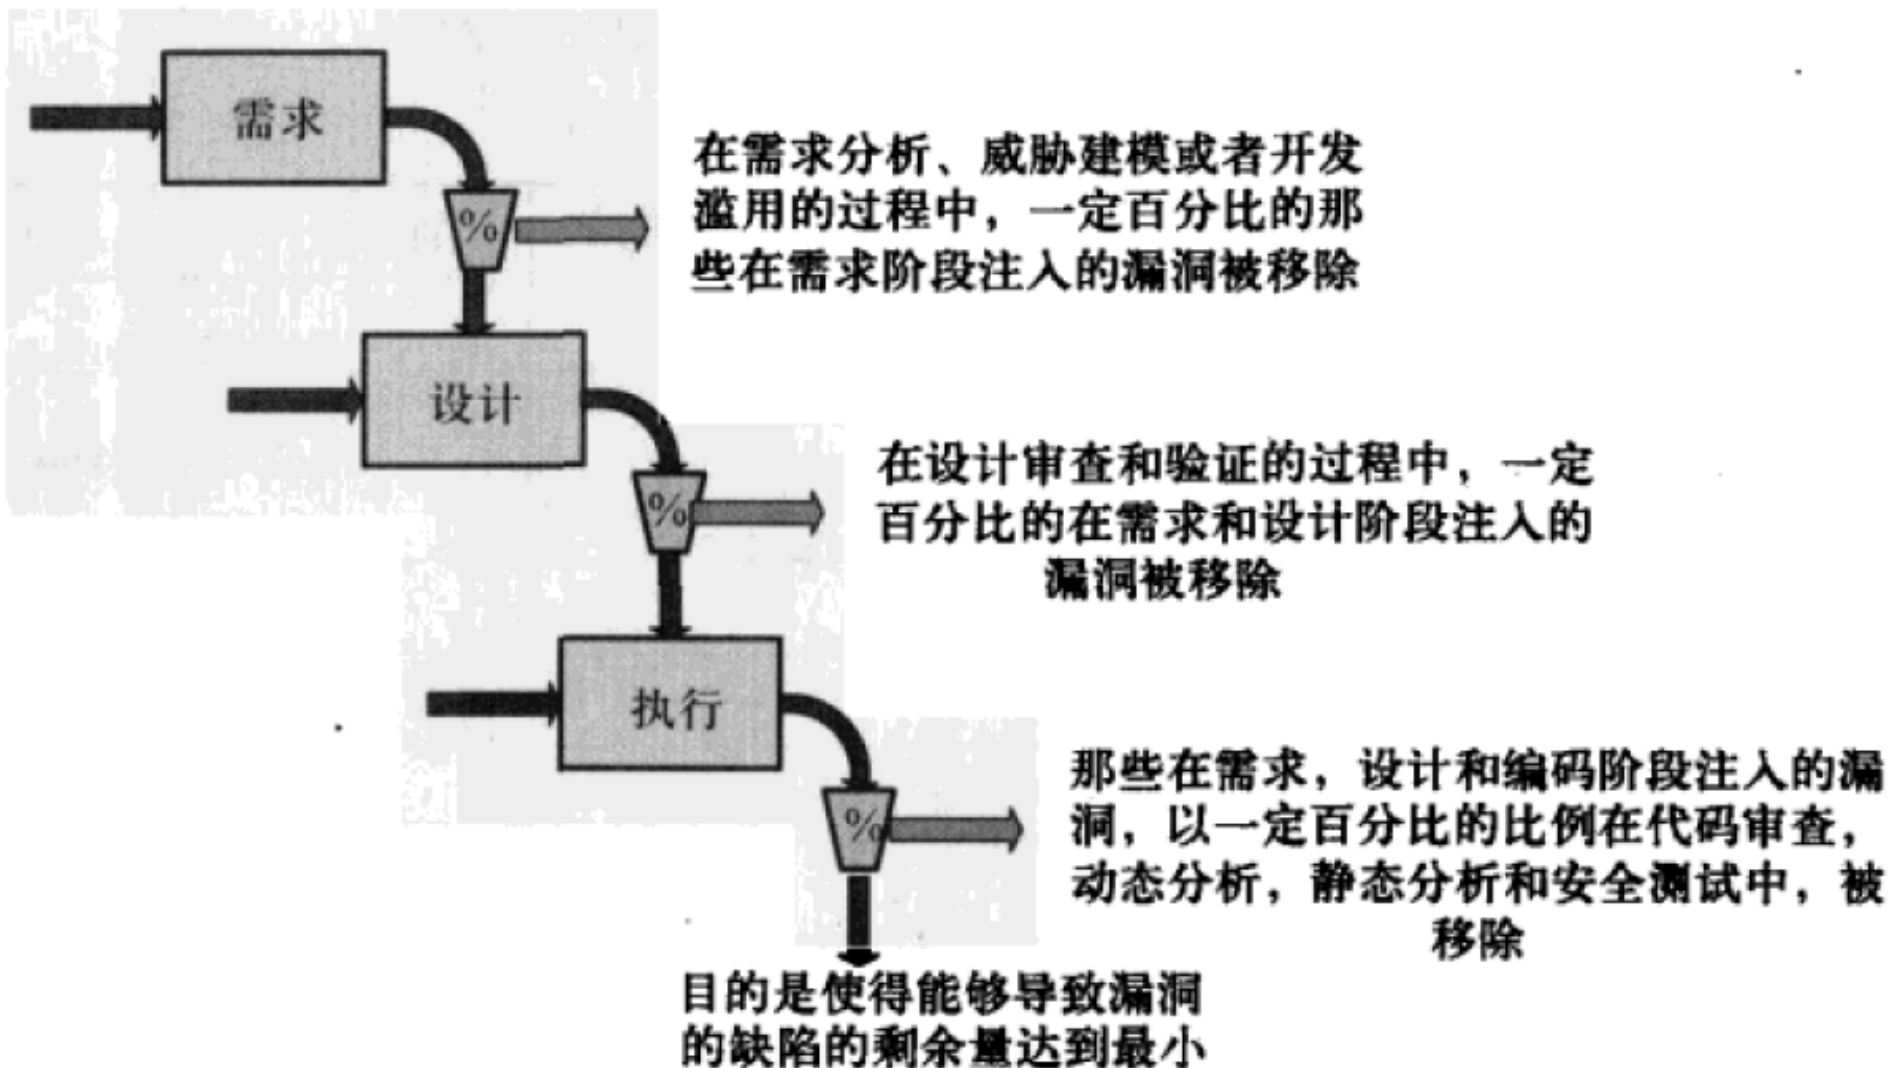 需求
%
在需求分析、威胁建模或者开发
滥用的过程中，一定百分比的那
些在需求阶段注入的漏洞被移除
设计
%
在设计审查和验证的过程中，一定
百分比的在需求和设计阶段注入的
漏洞被移除
执行
%
那些在需求，设计和编码阶段注入的漏
洞，以一定百分比的比例在代码审查，
动态分析，静态分析和安全测试中，被
移除
目的是使得能够导致漏洞
的缺陷的剩余量达到最小